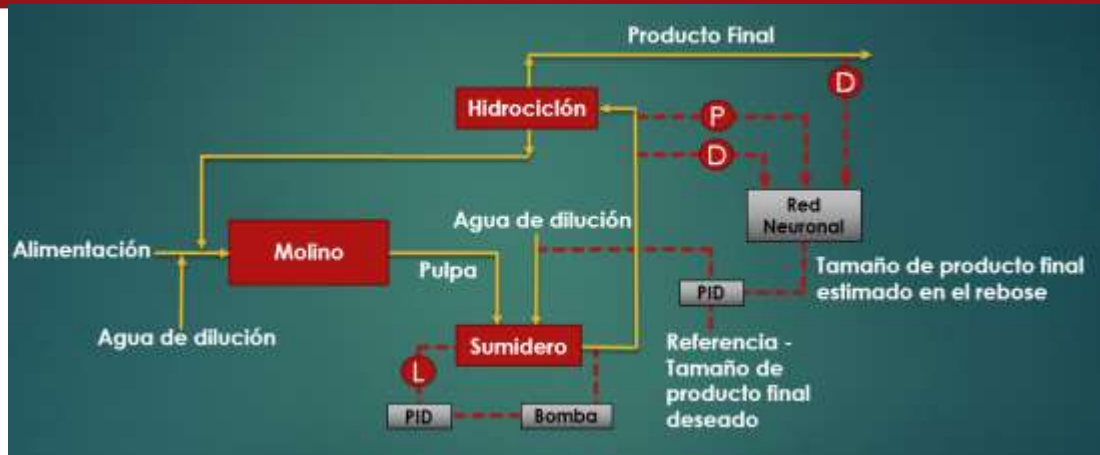 Producto Final
D
Hidrociclón
P
D
Agua de dilución
Red
Neuronal
Alimentación
Molino
Pulpa
Tamaño de producto final
estimado en el rebose
PID
Agua de dilución
Sumidero
Referencia -
Tamaño de
producto final
deseado
L
PID
Bomba